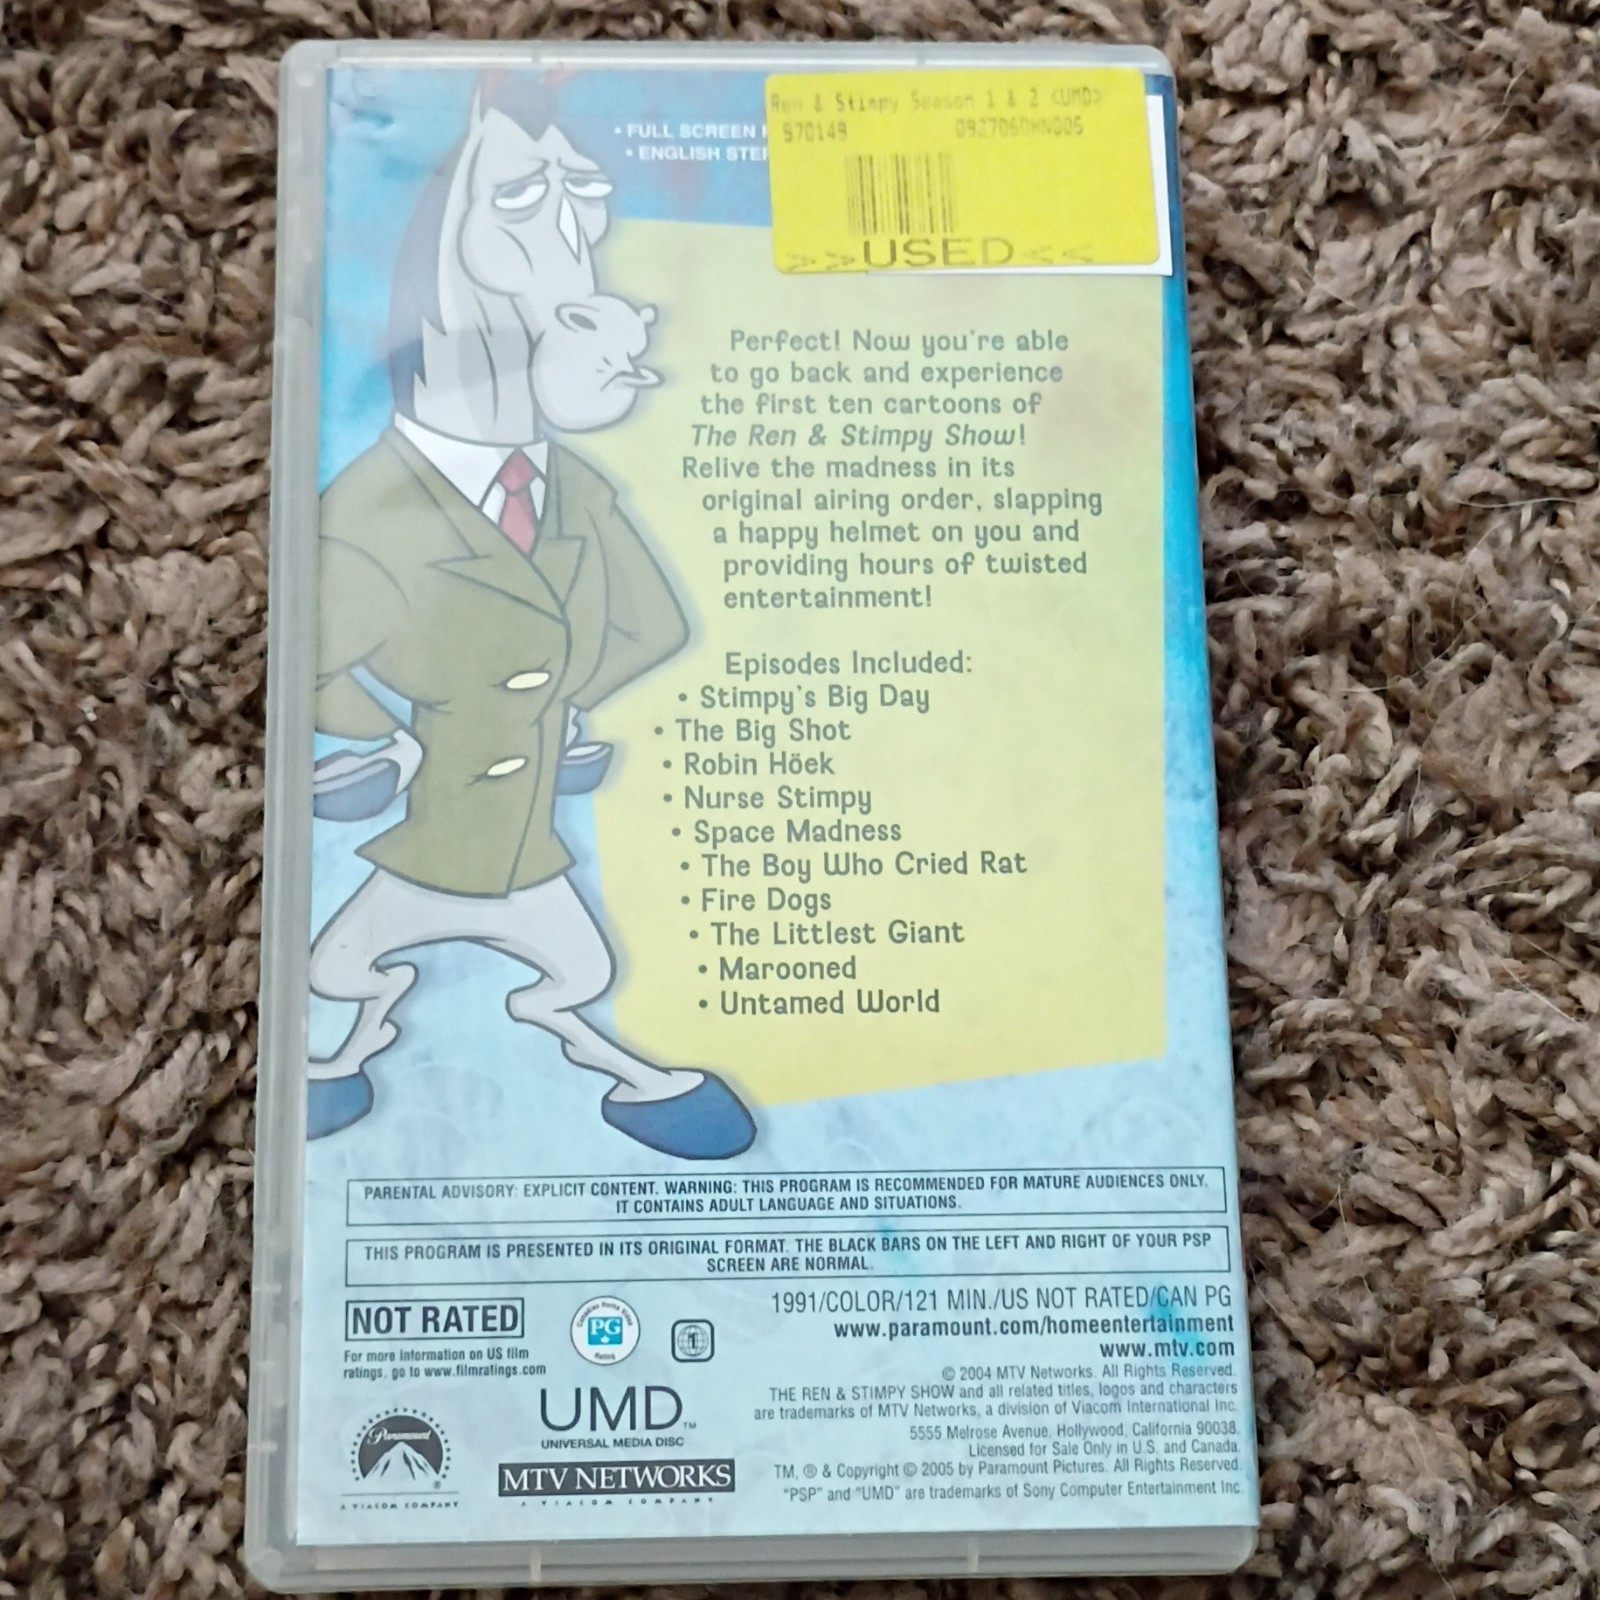 Ren & Stimpy Season 1 & 2 <UMD>
570149 092706DHN005
>>>USED<<<
• FULL SCREEN
• ENGLISH
Perfect! Now you're able
to go back and experience
the first ten cartoons of
The Ren & Stimpy Show!
Relive the madness in its
original airing order, slapping
a happy helmet on you and
providing hours of twisted
entertainment!
Episodes Included:
• Stimpy's Big Day
• The Big Shot
• Robin Höek
• Nurse Stimpy
• Space Madness
• The Boy Who Cried Rat
• Fire Dogs
• The Littlest Giant
• Marooned
• Untamed World
PARENTAL ADVISORY: EXPLICIT CONTENT. WARNING: THIS PROGRAM IS RECOMMENDED FOR MATURE AUDIENCES ONLY.
IT CONTAINS ADULT LANGUAGE AND SITUATIONS.
THIS PROGRAM IS PRESENTED IN ITS ORIGINAL FORMAT. THE BLACK BARS ON THE LEFT AND RIGHT OF YOUR PSP
SCREEN ARE NORMAL.
NOT RATED
For more information on US film
ratings, go to www.filmratings.com
Canadian Home Video
PG
Rating
1
1991/COLOR/121 MIN./US NOT RATED/CAN PG
www.paramount.com/homeentertainment
www.mtv.com
© 2004 MTV Networks. All Rights Reserved.
THE REN & STIMPY SHOW and all related titles, logos and characters
are trademarks of MTV Networks, a division of Viacom International Inc.
5555 Melrose Avenue, Hollywood, California 90038.
Licensed for Sale Only in U.S. and Canada.
TM, ® & Copyright © 2005 by Paramount Pictures. All Rights Reserved.
"PSP" and "UMD" are trademarks of Sony Computer Entertainment Inc.
Paramount
®
A VIACOM COMPANY
UMD™
UNIVERSAL MEDIA DISC
MTV NETWORKS
A VIACOM COMPANY